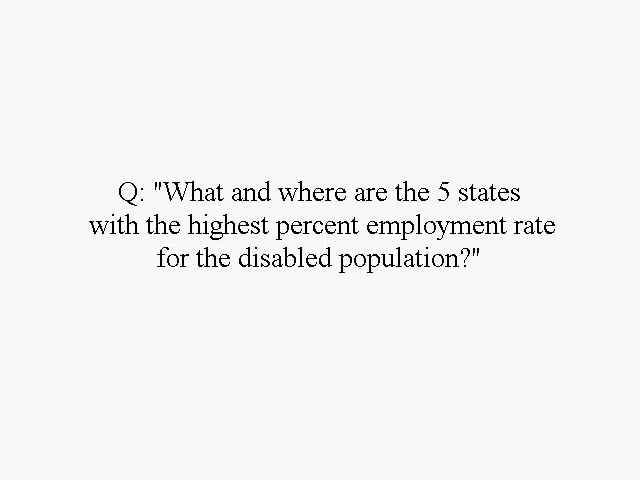 Q: "What and where are the 5 states
with the highest percent employment rate
for the disabled population?"